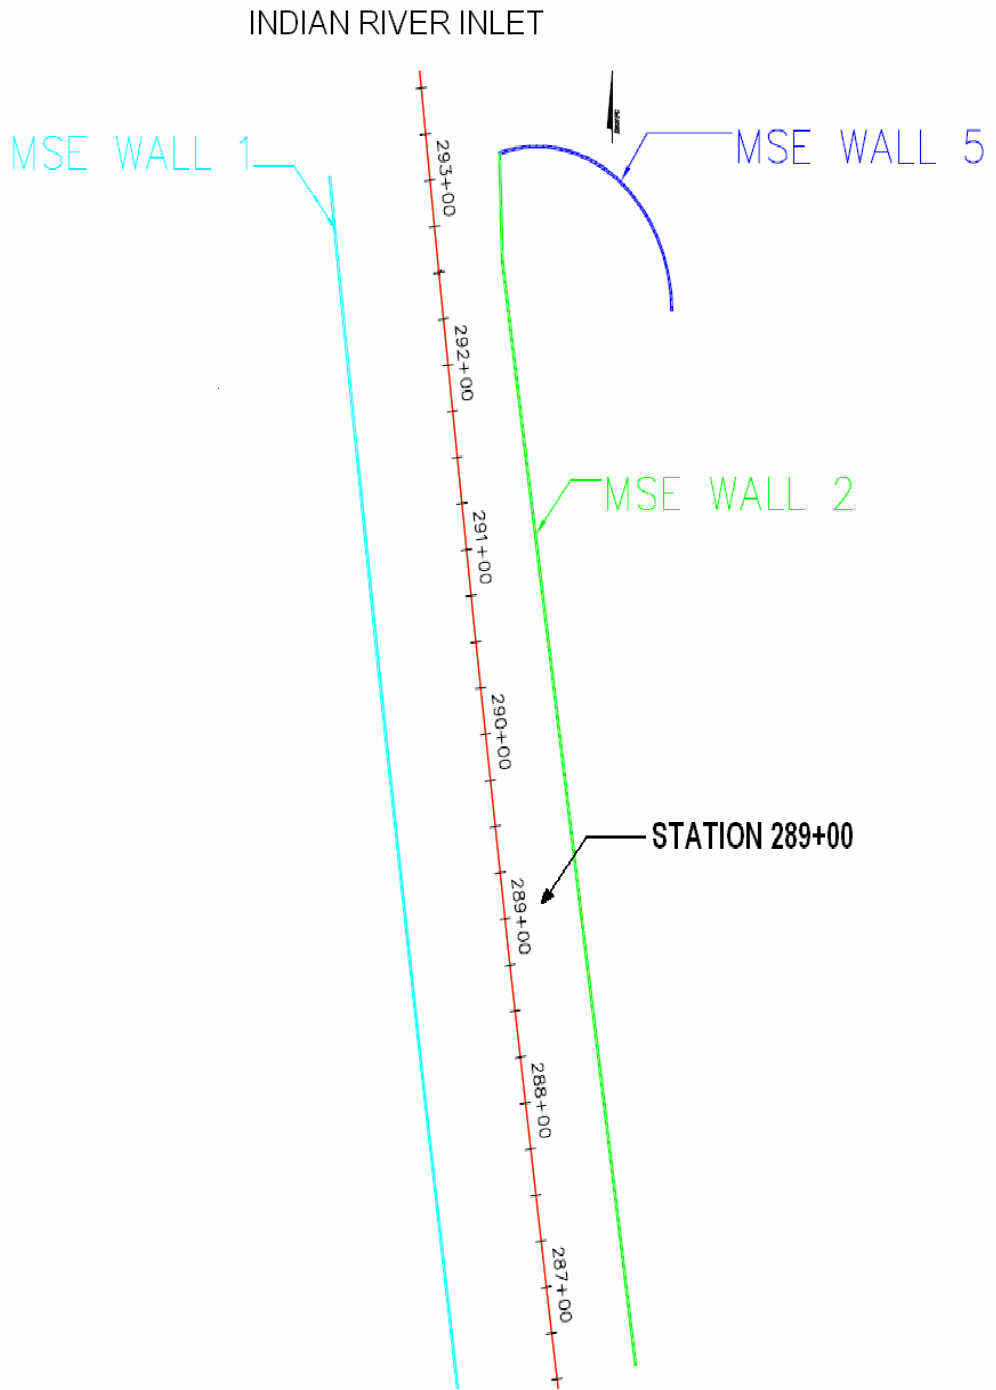 INDIAN RIVER INLET
MSE WALL 1
MSE WALL 5
293+00
292+00
MSE WALL 2
291+00
290+00
STATION 289+00
289+00
288+00
287+00